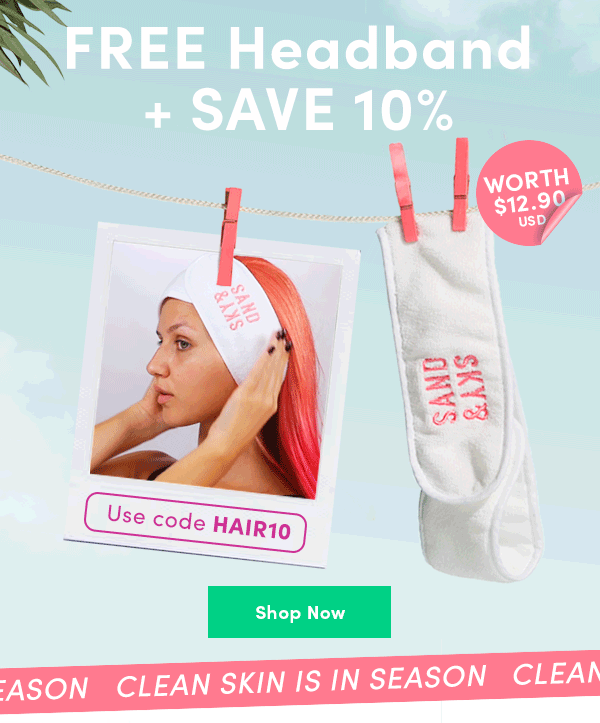 FREE Headband
+ SAVE 10%
WORTH
$12.90
USD
SAND
&SKY
SAND
&SKY
Use code HAIR10
Shop Now
EASON CLEAN SKIN IS IN SEASON CLEAN